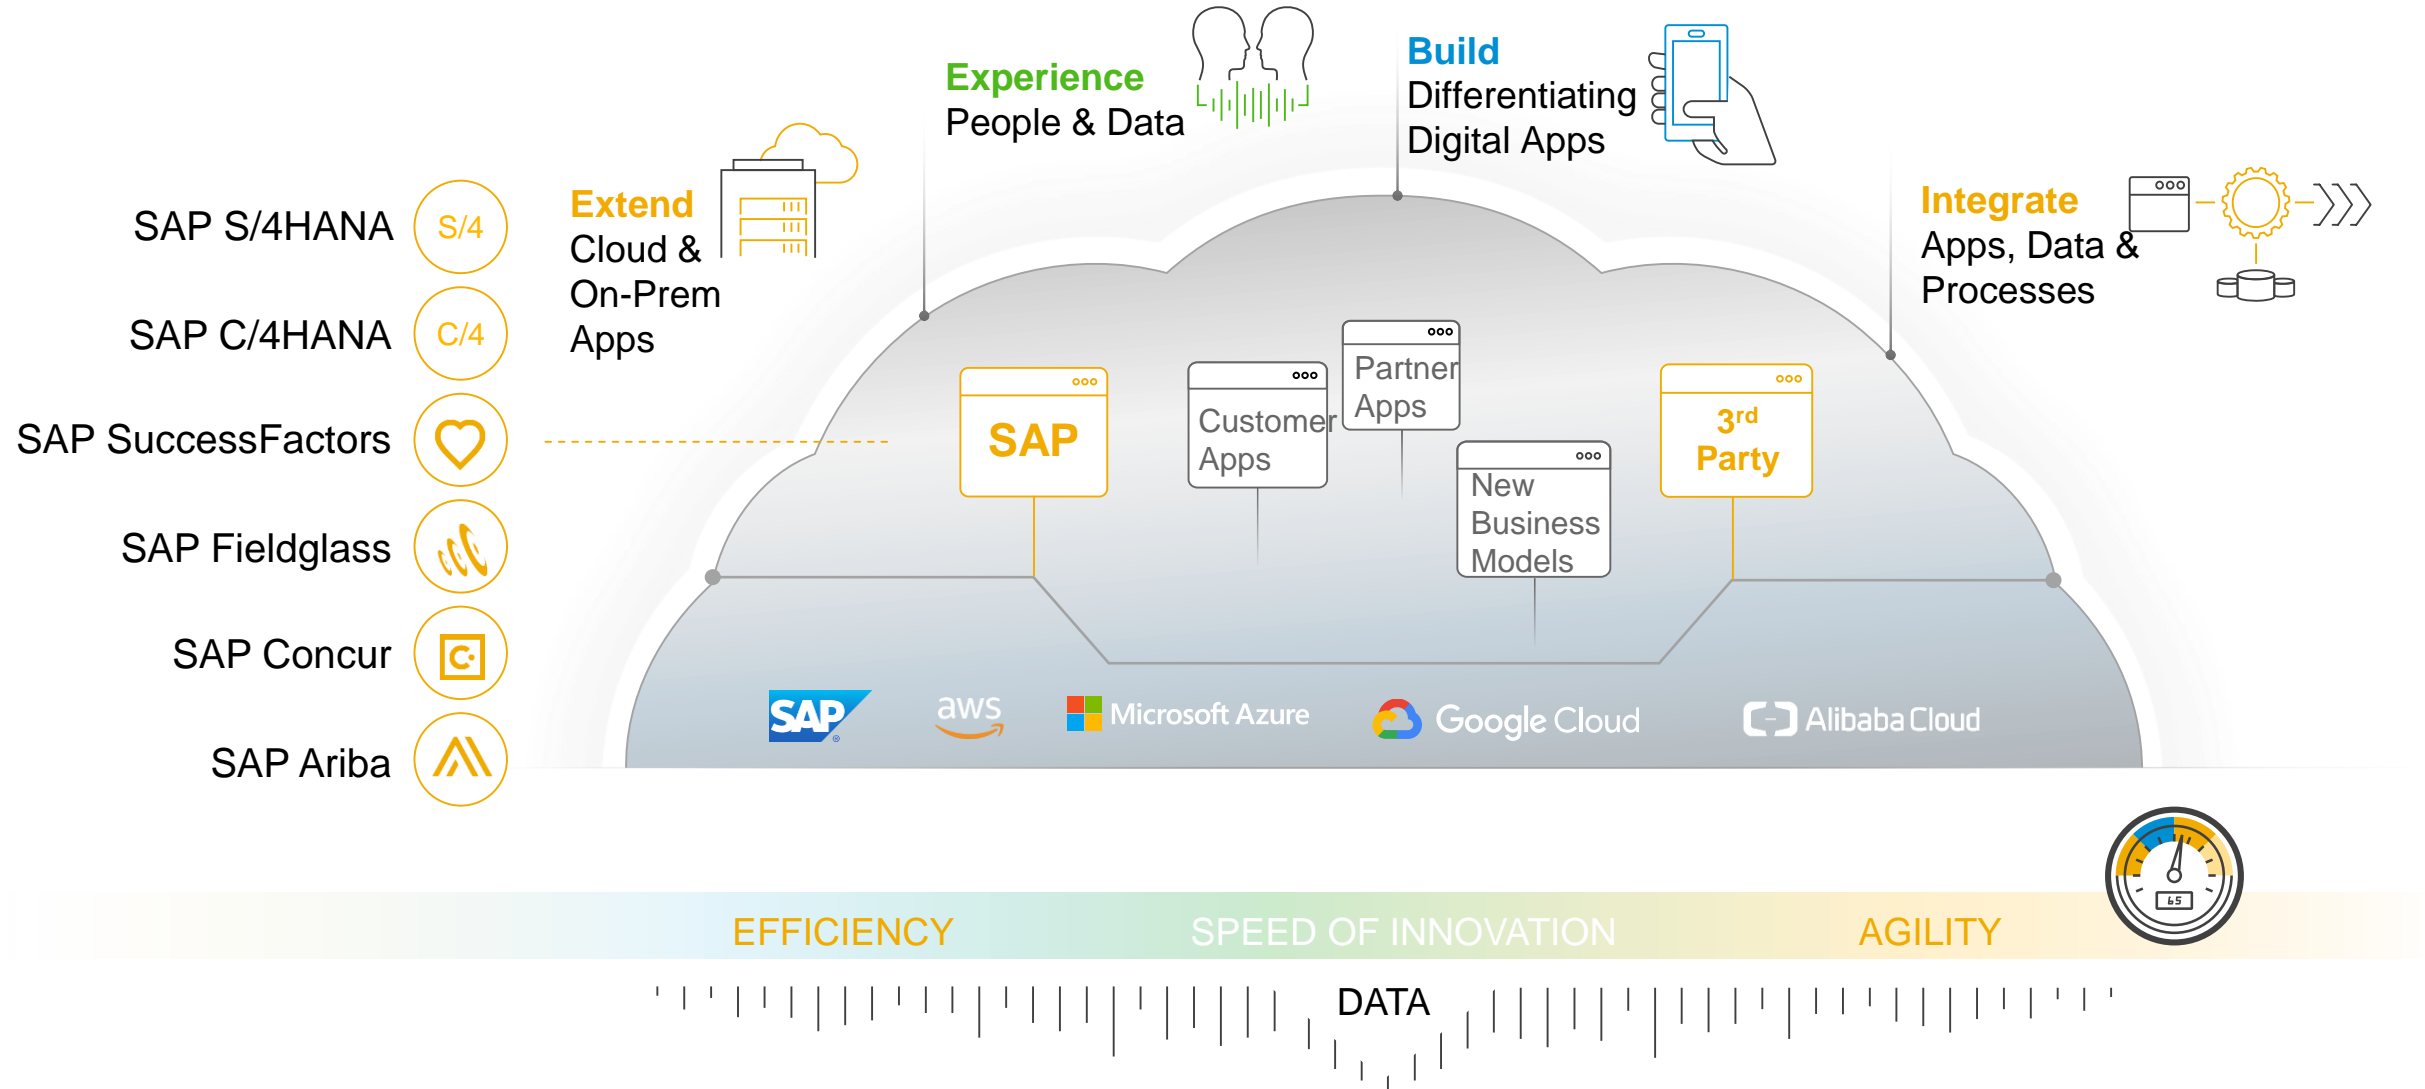 SAP S/4HANA
S/4
SAP C/4HANA
C/4
SAP SuccessFactors
SAP Fieldglass
SAP Concur
C
SAP Ariba
Extend
Cloud &
On-Prem
Apps
Experience
People & Data
Build
Differentiating
Digital Apps
Integrate
Apps, Data &
Processes
SAP
Customer
Apps
Partner
Apps
New
Business
Models
3rd
Party
SAP
aws
Microsoft Azure
Google Cloud
Alibaba Cloud
65
EFFICIENCY
SPEED OF INNOVATION
AGILITY
DATA